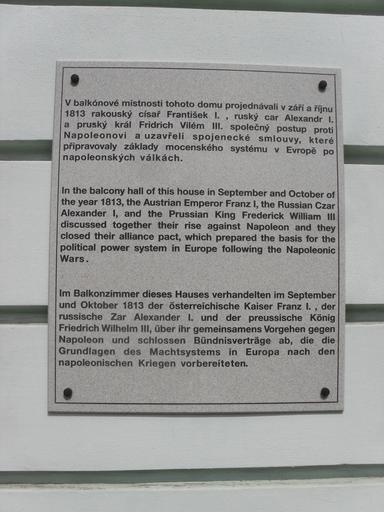 V balkónové místnosti tohoto domu projednávali v září a říjnu
1813 rakouský císař František I. , ruský car Alexandr I.
a pruský král Fridrich Vilém III. společný postup proti
Napoleonovi a uzavřeli spojenecké smlouvy, které
připravovaly základy mocenského systému v Evropě po
napoleonských válkách.
In the balcony hall of this house in September and October of
the year 1813, the Austrian Emperor Franz I, the Russian Czar
Alexander I, and the Prussian King Frederick William III
discussed together their rise against Napoleon and they
closed their alliance pact, which prepared the basis for the
political power system in Europe following the Napoleonic
Wars .
Im Balkonzimmer dieses Hauses verhandelten im September
und Oktober 1813 der österreichische Kaiser Franz I. , der
russische Zar Alexander I. und der preussische König
Friedrich Wilhelm III, über ihr gemeinsames Vorgehen gegen
Napoleon und schlossen Bündnisverträge ab, die die
Grundlagen des Machtsystems in Europa nach den
napoleonischen Kriegen vorbereiteten.